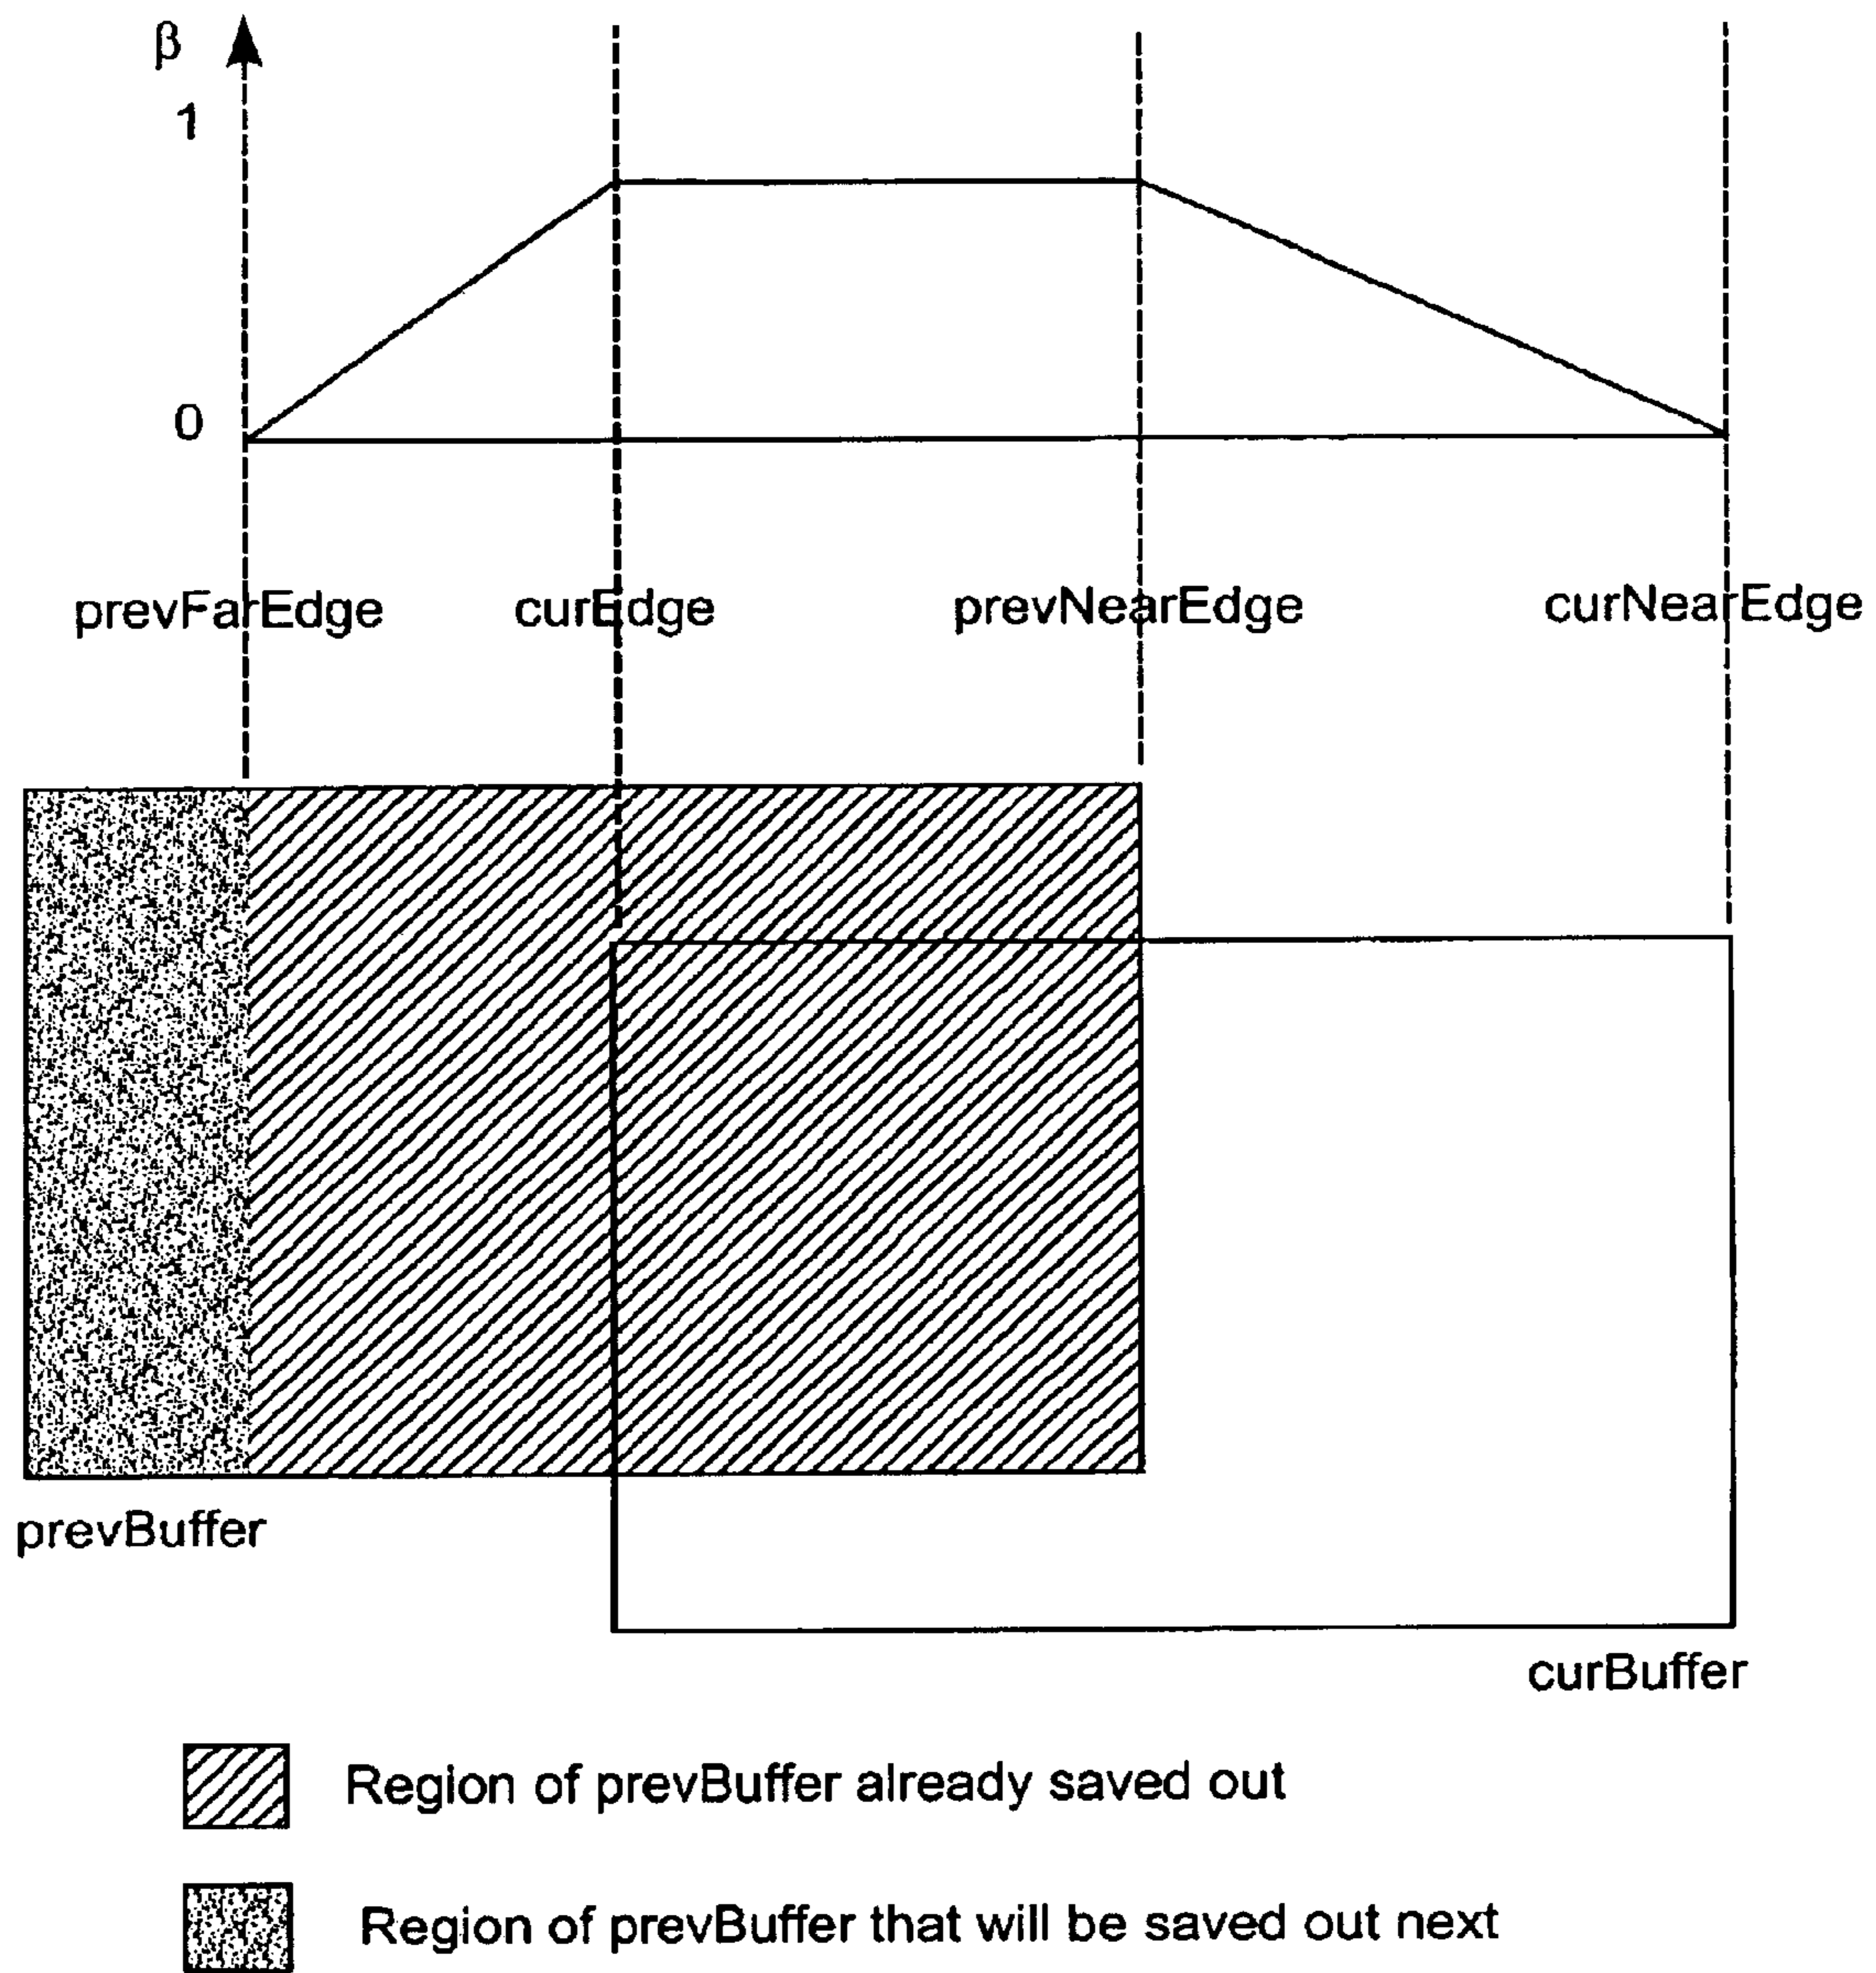 β
1
0
prevFarEdge curEdge prevNearEdge curNearEdge
prevBuffer
curBuffer
Region of prevBuffer already saved out
Region of prevBuffer that will be saved out next